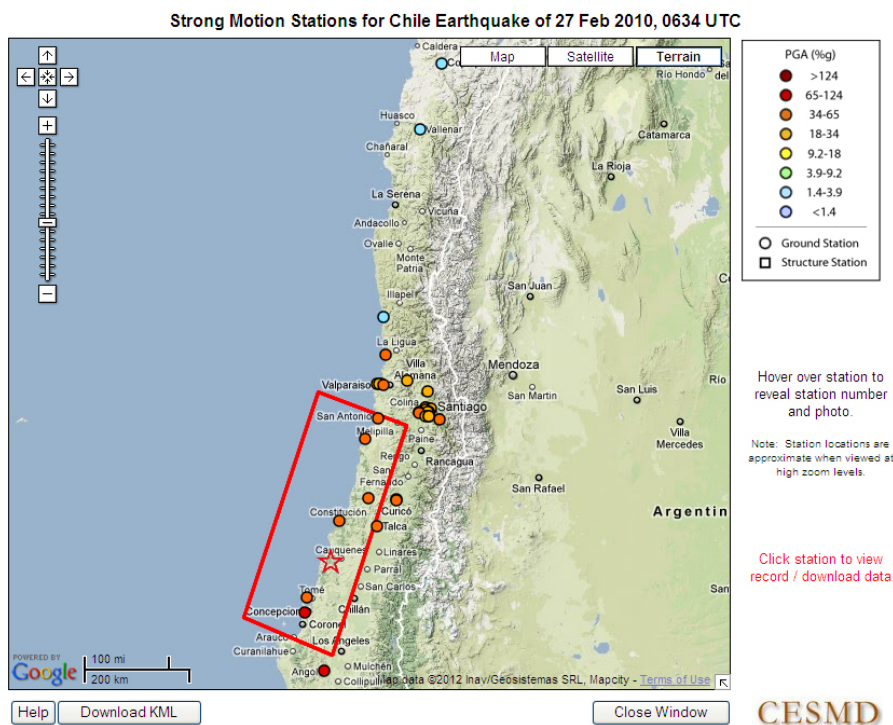 Strong Motion Stations for Chile Earthquake of 27 Feb 2010, 0634 UTC
Map
Satellite
Terrain
Caldera
Río Hondo
Huasco
Vallenar
Catamarca
Chañaral
La Rioja
La Serena
Vicuña
Andacollo
Ovalle
Monte
Patria
San Juan
Illapel
La Ligua
Villa
Alemana
Mendoza
Valparaiso
San Martin
San Luis
Río
Colina
Santiago
San Antonio
Melipilla
Paine
Villa
Mercedes
Rengo
Rancagua
San
Fernando
San Rafael
Curicó
Constitución
Talca
Argentin
Cauquenes
Linares
Parral
San Carlos
San
Tomé
Concepcion
Chillán
Coronel
Arauco
Los Angeles
Curanilahue
Mulchén
Angol
Collipulli
POWERED BY
Google
100 mi
200 km
Map data ©2012 Inav/Geosistemas SRL, Mapcity - Terms of Use
PGA (%g)
>124
65-124
34-65
18-34
9.2-18
3.9-9.2
1.4-3.9
<1.4
Ground Station
Structure Station
Hover over station to
reveal station number
and photo.
Note: Station locations are
approximate when viewed at
high zoom levels.
Click station to view
record / download data
Help
Download KML
Close Window
CESMD